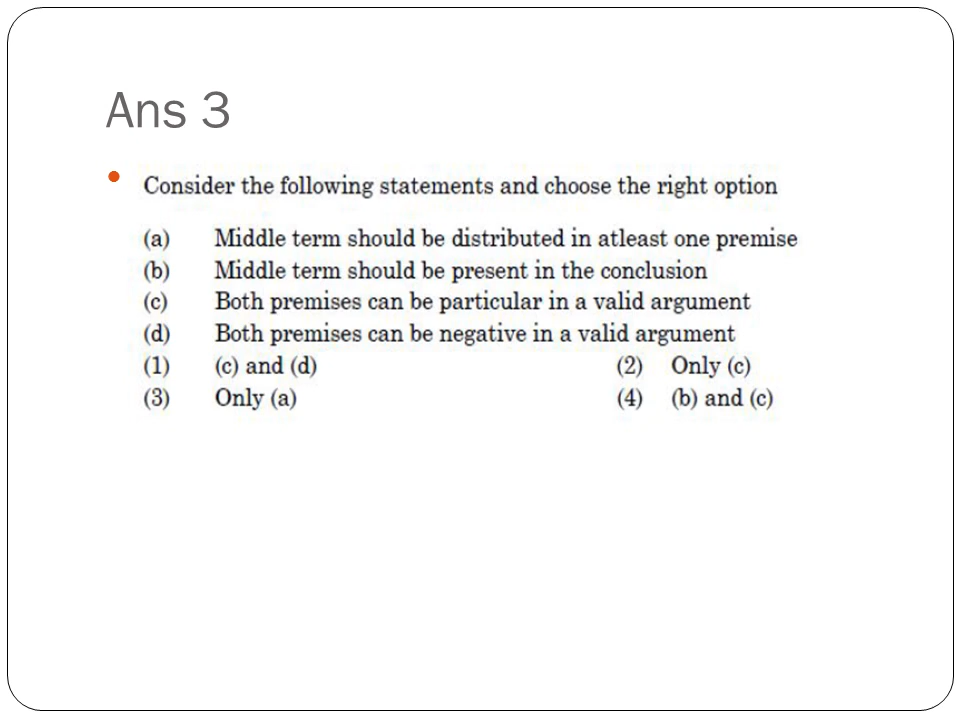 Ans 3
• Consider the following statements and choose the right option
(a) Middle term should be distributed in atleast one premise
(b) Middle term should be present in the conclusion
(c) Both premises can be particular in a valid argument
(d) Both premises can be negative in a valid argument
(1) (c) and (d) (2) Only (c)
(3) Only (a) (4) (b) and (c)